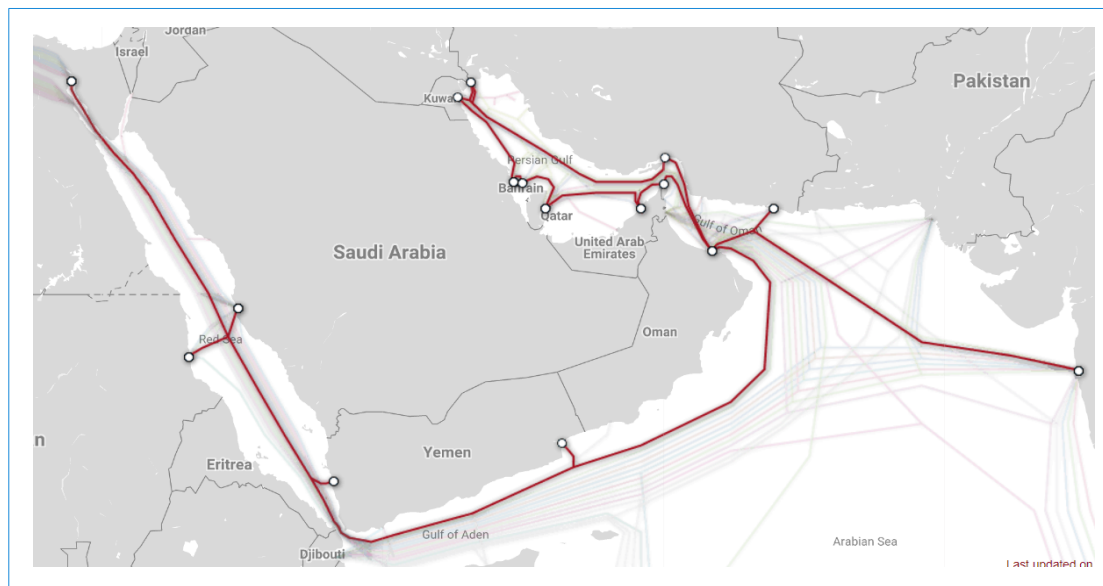 Jordan
Israel
Pakistan
Kuwa
Persian Gulf
Bahrain
Qatar
Gulf of Oman
United Arab
Emirates
Saudi Arabia
Oman
Red Sea
n
Yemen
Eritrea
Gulf of Aden
Arabian Sea
Djibouti
Last updated on